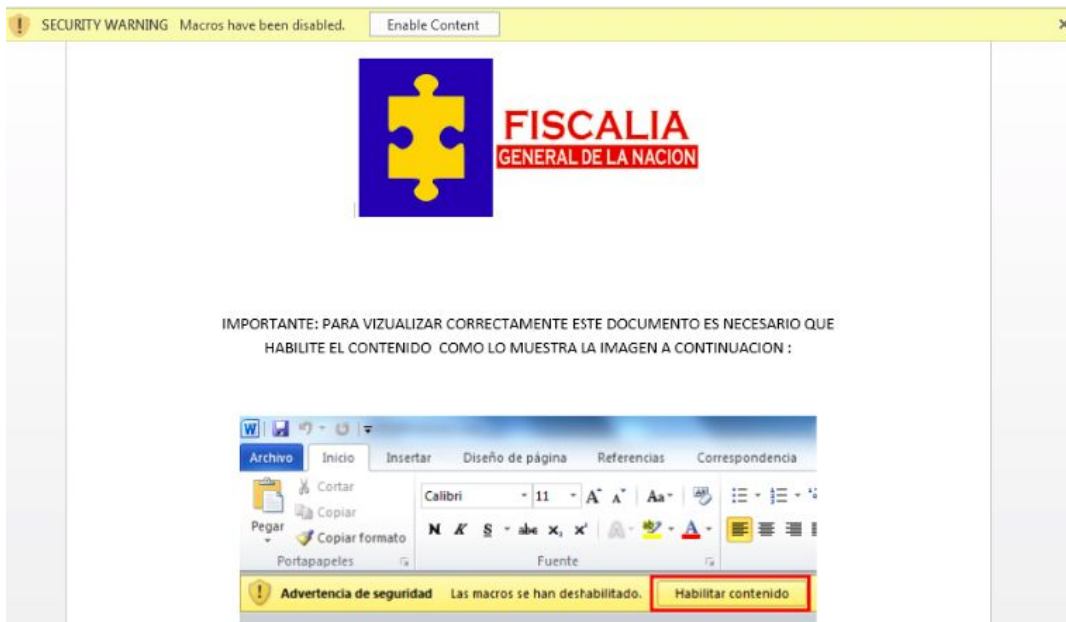 SECURITY WARNING Macros have been disabled. Enable Content
FISCALIA
GENERAL DE LA NACION
IMPORTANTE: PARA VIZUALIZAR CORRECTAMENTE ESTE DOCUMENTO ES NECESARIO QUE
HABILITE EL CONTENIDO COMO LO MUESTRA LA IMAGEN A CONTINUACION :
Archivo Inicio Insertar Diseño de página Referencias Correspondencia
Cortar
Calibri 11 Aa
Copiar
Pegar
Copiar formato
N K S abc x, x' A
Portapapeles Fuente
Advertencia de seguridad Las macros se han deshabilitado. Habilitar contenido